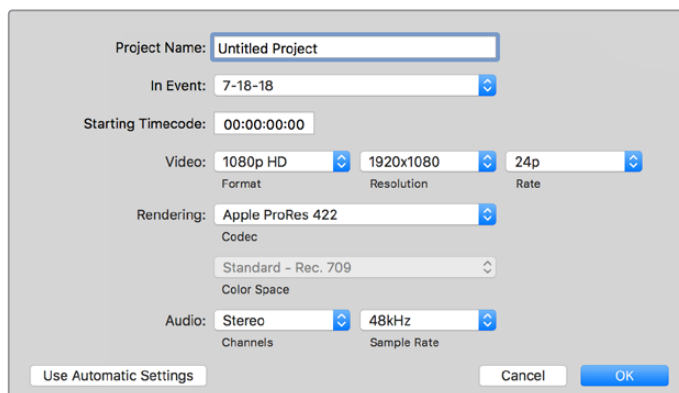 Project Name: Untitled Project
In Event: 7-18-18
Starting Timecode: 00:00:00:00
Video: 1080p HD 1920x1080 24p
Format Resolution Rate
Rendering: Apple ProRes 422
Codec
Standard - Rec. 709
Color Space
Audio: Stereo 48kHz
Channels Sample Rate
Use Automatic Settings Cancel OK